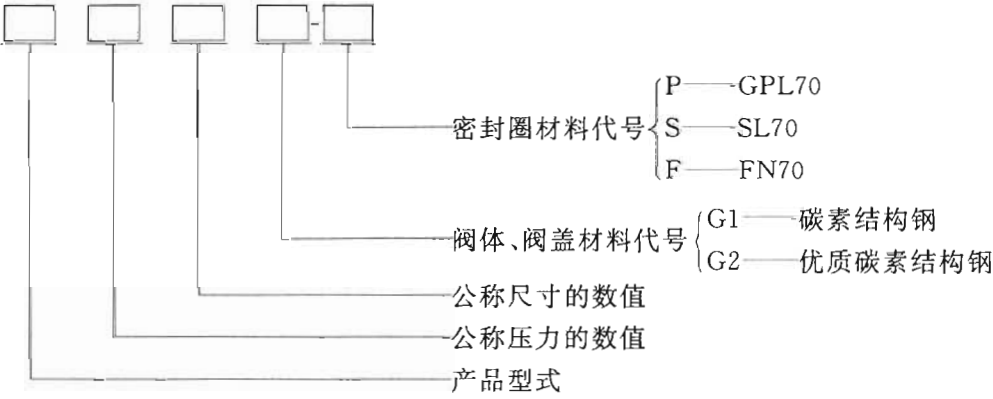 -
P——GPL70
密封圈材料代号 S——SL70
F——FN70
G1——碳素结构钢
阀体、阀盖材料代号
G2——优质碳素结构钢
公称尺寸的数值
公称压力的数值
产品型式